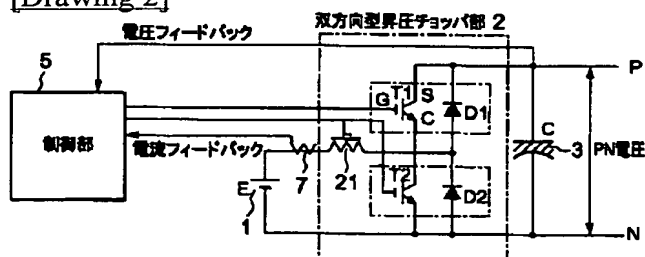 [Drawing 2]
双方向型昇圧チョッパ部 2
電圧フィードバック
5
制御部
電流フィードバック
G
T1
S
C
D1
T2
D2
7
21
E
1
C
3
PN電圧
P
N